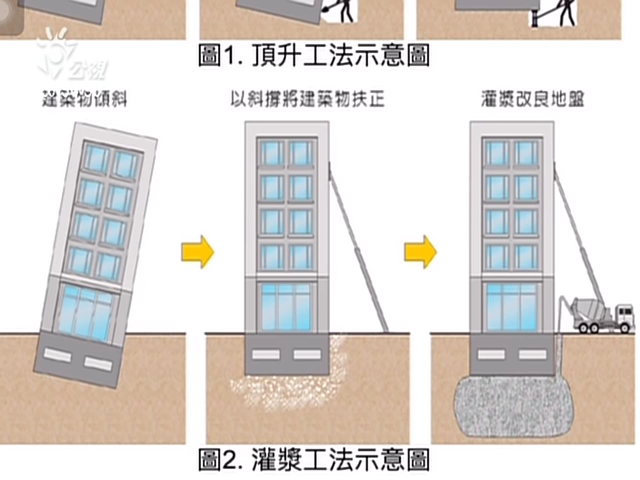 圖1. 頂升工法示意圖
公視
建築物傾斜
以斜撐將建築物扶正
灌漿改良地盤
圖2. 灌漿工法示意圖